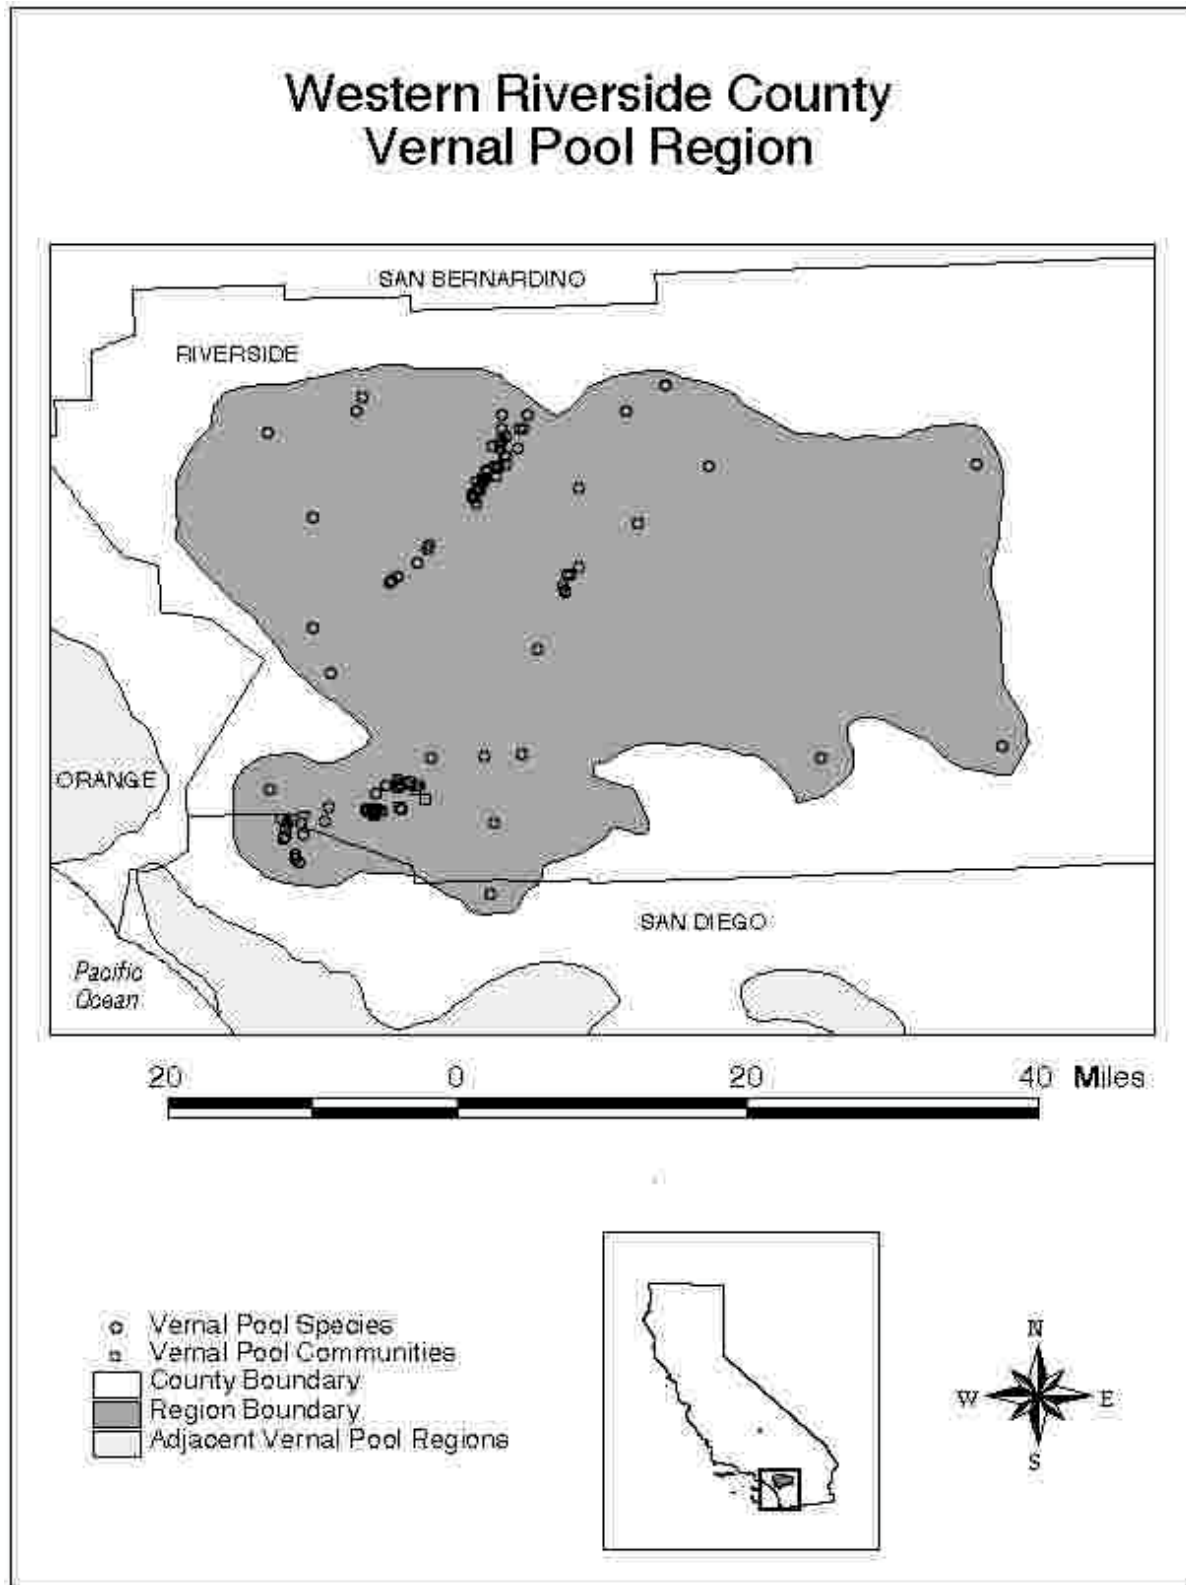 Western Riverside County
Vernal Pool Region
SAN BERNARDINO
RIVERSIDE
ORANGE
SAN DIEGO
Pacific
Ocean
20 0 20 40 Miles
Vernal Pool Species
Vernal Pool Communities
County Boundary
Region Boundary
Adjacent Vernal Pool Regions
N
W E
S